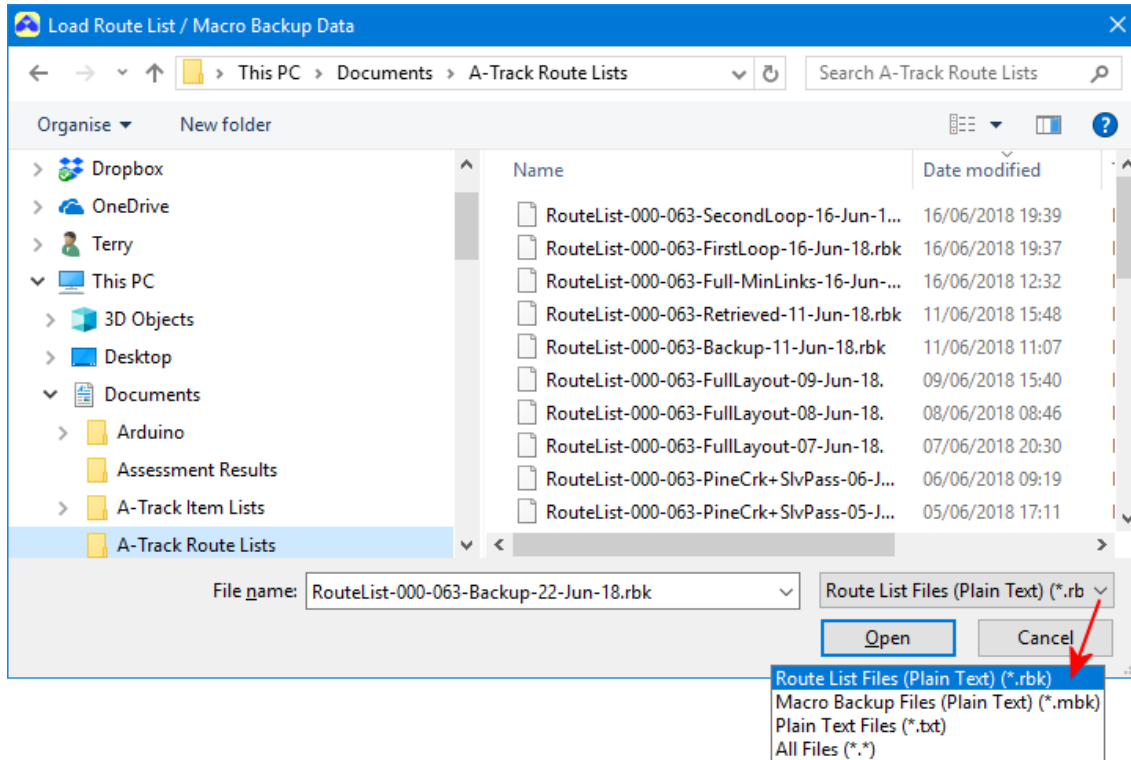 Load Route List / Macro Backup Data
This PC > Documents > A-Track Route Lists
Search A-Track Route Lists
Organise
New folder
Dropbox
OneDrive
Terry
This PC
3D Objects
Desktop
Documents
Arduino
Assessment Results
A-Track Item Lists
A-Track Route Lists
Name Date modified
RouteList-000-063-SecondLoop-16-Jun-1... 16/06/2018 19:39
RouteList-000-063-FirstLoop-16-Jun-18.rbk 16/06/2018 19:37
RouteList-000-063-Full-MinLinks-16-Jun-... 16/06/2018 12:32
RouteList-000-063-Retrieved-11-Jun-18.rbk 11/06/2018 15:48
RouteList-000-063-Backup-11-Jun-18.rbk 11/06/2018 11:07
RouteList-000-063-FullLayout-09-Jun-18. 09/06/2018 15:40
RouteList-000-063-FullLayout-08-Jun-18. 08/06/2018 08:46
RouteList-000-063-FullLayout-07-Jun-18. 07/06/2018 20:30
RouteList-000-063-PineCrk+SlvPass-06-J... 06/06/2018 09:19
RouteList-000-063-PineCrk+SlvPass-05-J... 05/06/2018 17:11
File name: RouteList-000-063-Backup-22-Jun-18.rbk
Route List Files (Plain Text) (*.rb
Open
Cancel
Route List Files (Plain Text) (*.rbk)
Macro Backup Files (Plain Text) (*.mbk)
Plain Text Files (*.txt)
All Files (*.*)